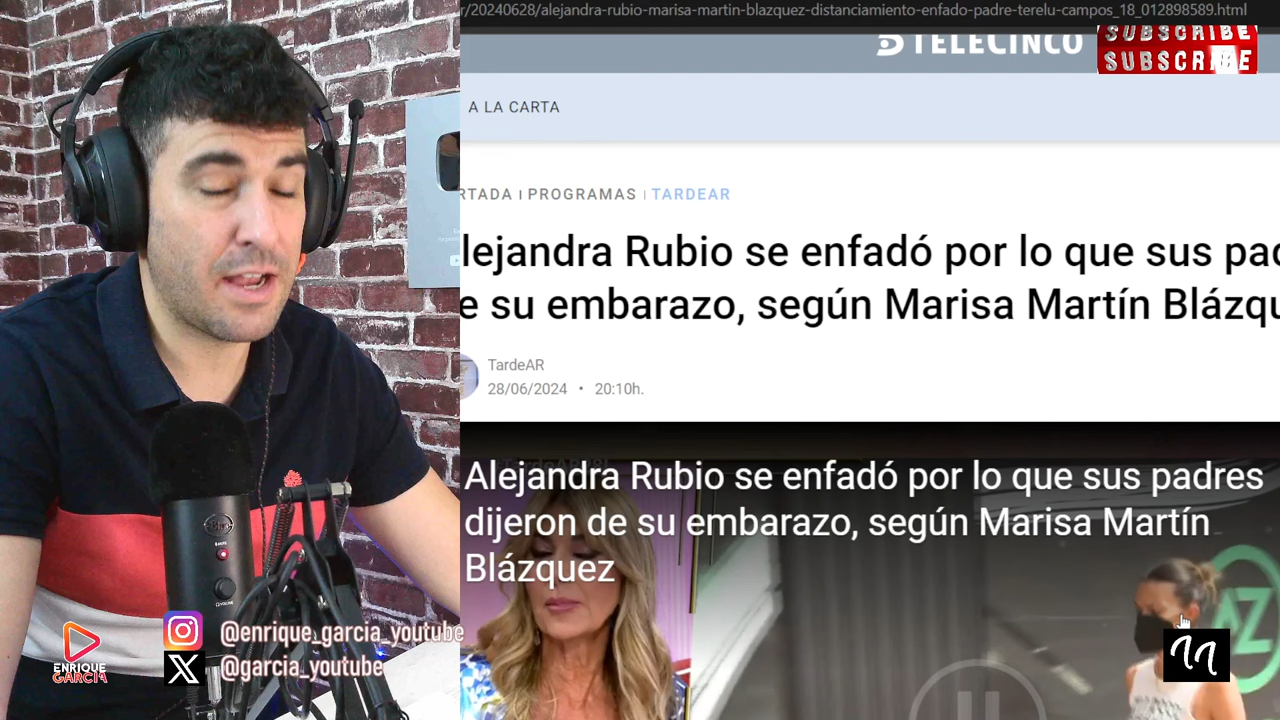 r/20240628/alejandra-rubio-marisa-martin-blazquez-distanciamiento-enfado-padre-terelu-campos_18_012898589.html
TELECINCO
SUBSCRIBE
SUBSCRIBE
A LA CARTA
RTADA | PROGRAMAS | TARDEAR
lejandra Rubio se enfadó por lo que sus pad
e su embarazo, según Marisa Martín Blázqu
TardeAR
28/06/2024 • 20:10h.
Alejandra Rubio se enfadó por lo que sus padres
dijeron de su embarazo, según Marisa Martín
Blázquez
@enrique_garcia_youtube
@garcia_youtube
ENRIQUE
GARCIA